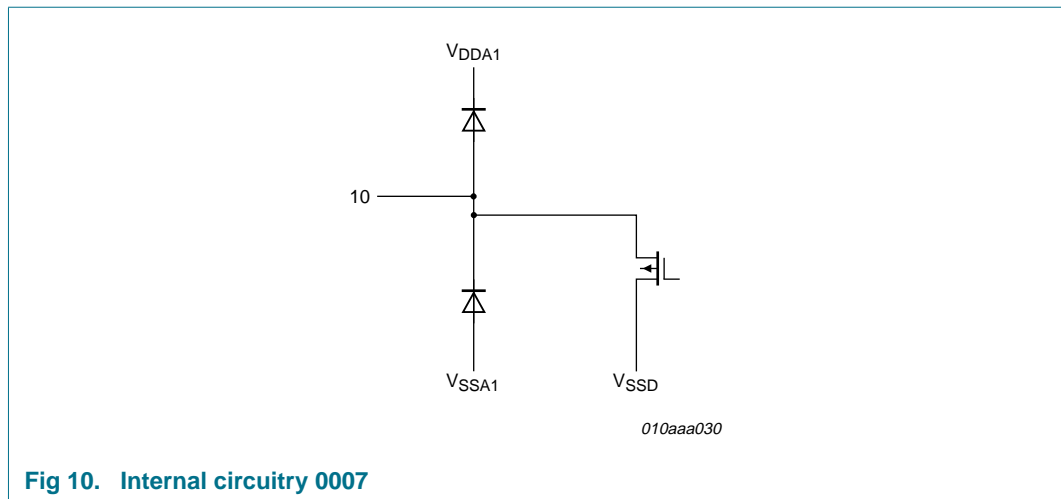 VDDA1
10
VSSA1
VSSD
010aaa030
Fig 10. Internal circuitry 0007